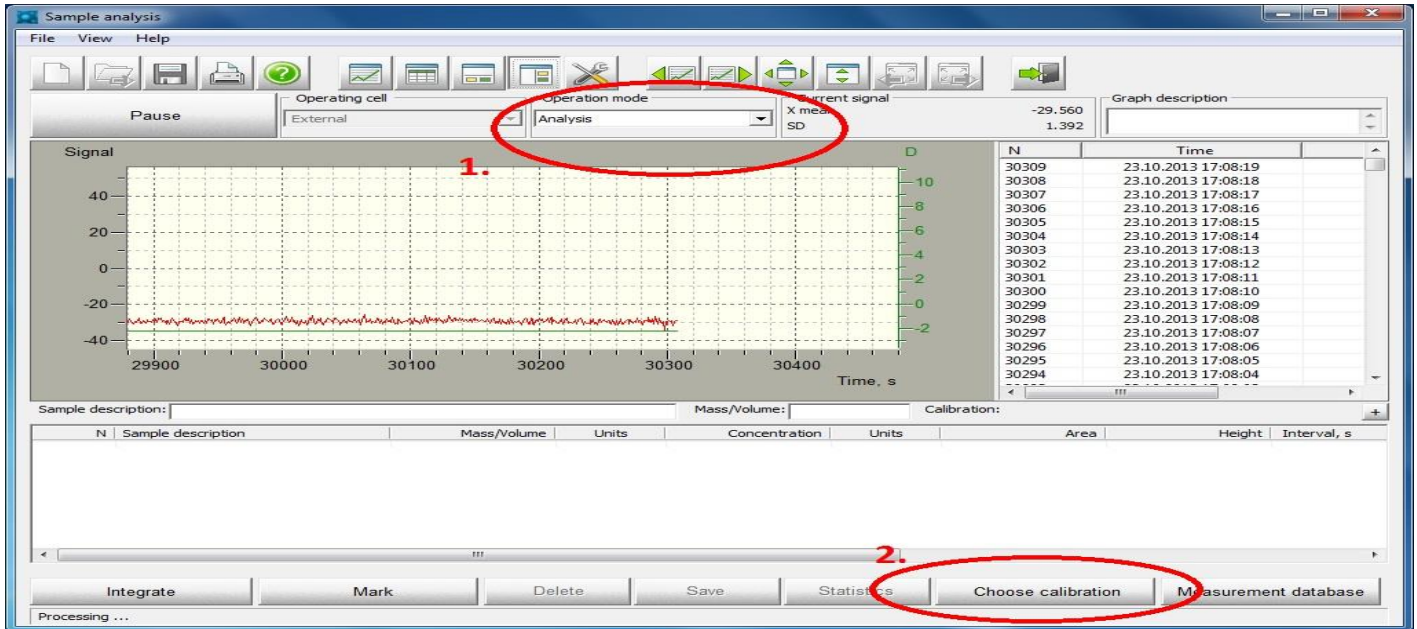 Sample analysis
File View Help
Operating cell
Operation mode
Current signal
Graph description
Pause
External
Analysis
X mean
-29.560
SD
1.392
1.
Signal
D
40
20
0
-20
-40
10
8
6
4
2
0
-2
29900 30000 30100 30200 30300 30400
Time, s
N Time
30309 23.10.2013 17:08:19
30308 23.10.2013 17:08:18
30307 23.10.2013 17:08:17
30306 23.10.2013 17:08:16
30305 23.10.2013 17:08:15
30304 23.10.2013 17:08:14
30303 23.10.2013 17:08:13
30302 23.10.2013 17:08:12
30301 23.10.2013 17:08:11
30300 23.10.2013 17:08:10
30299 23.10.2013 17:08:09
30298 23.10.2013 17:08:08
30297 23.10.2013 17:08:07
30296 23.10.2013 17:08:06
30295 23.10.2013 17:08:05
30294 23.10.2013 17:08:04
Sample description: Mass/Volume: Calibration: +
N Sample description Mass/Volume Units Concentration Units Area Height Interval, s
2.
Integrate Mark Delete Save Statistics Choose calibration Measurement database
Processing ...